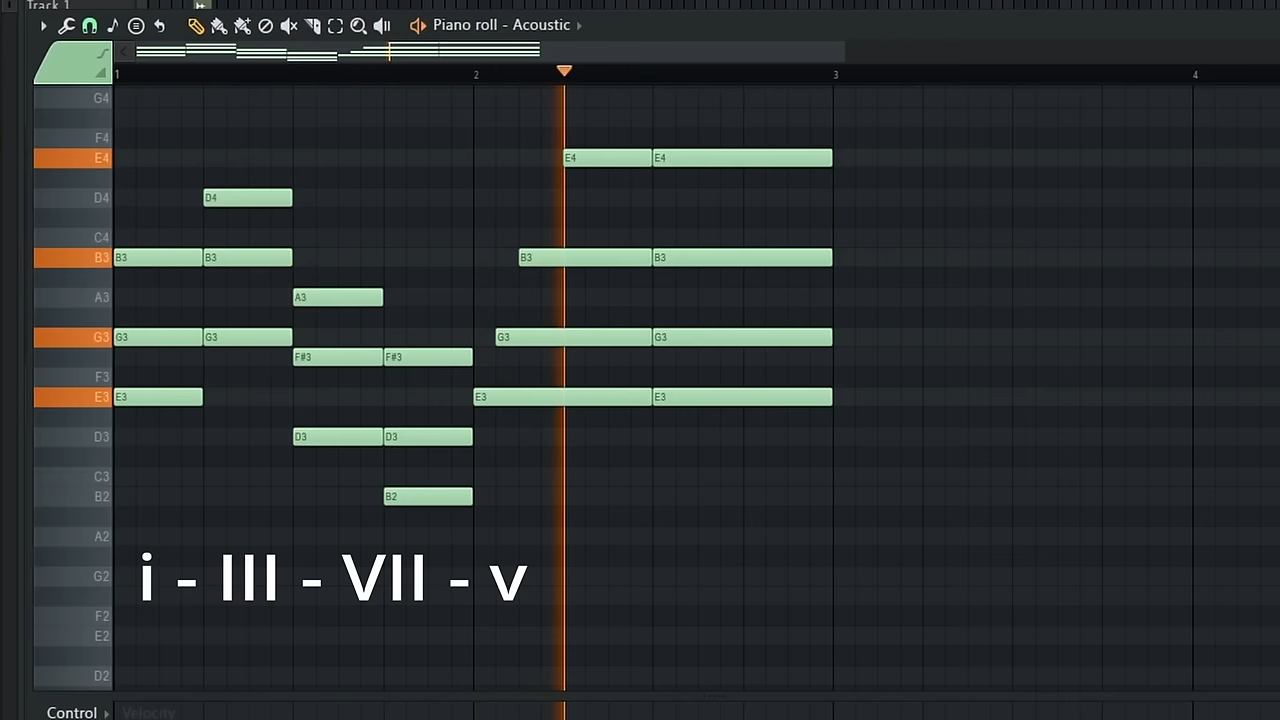 Track 1
Piano roll - Acoustic
1 2 3 4
G4
F4
E4 E4 E4
D4 D4
C4
B3 B3 B3 B3 B3
A3 A3
G3 G3 G3 G3 G3
F#3 F#3
F3
E3 E3 E3 E3
D3 D3 D3
C3
B2 B2
A2
G2
i - III - VII - v
F2
E2
D2
Control Velocity